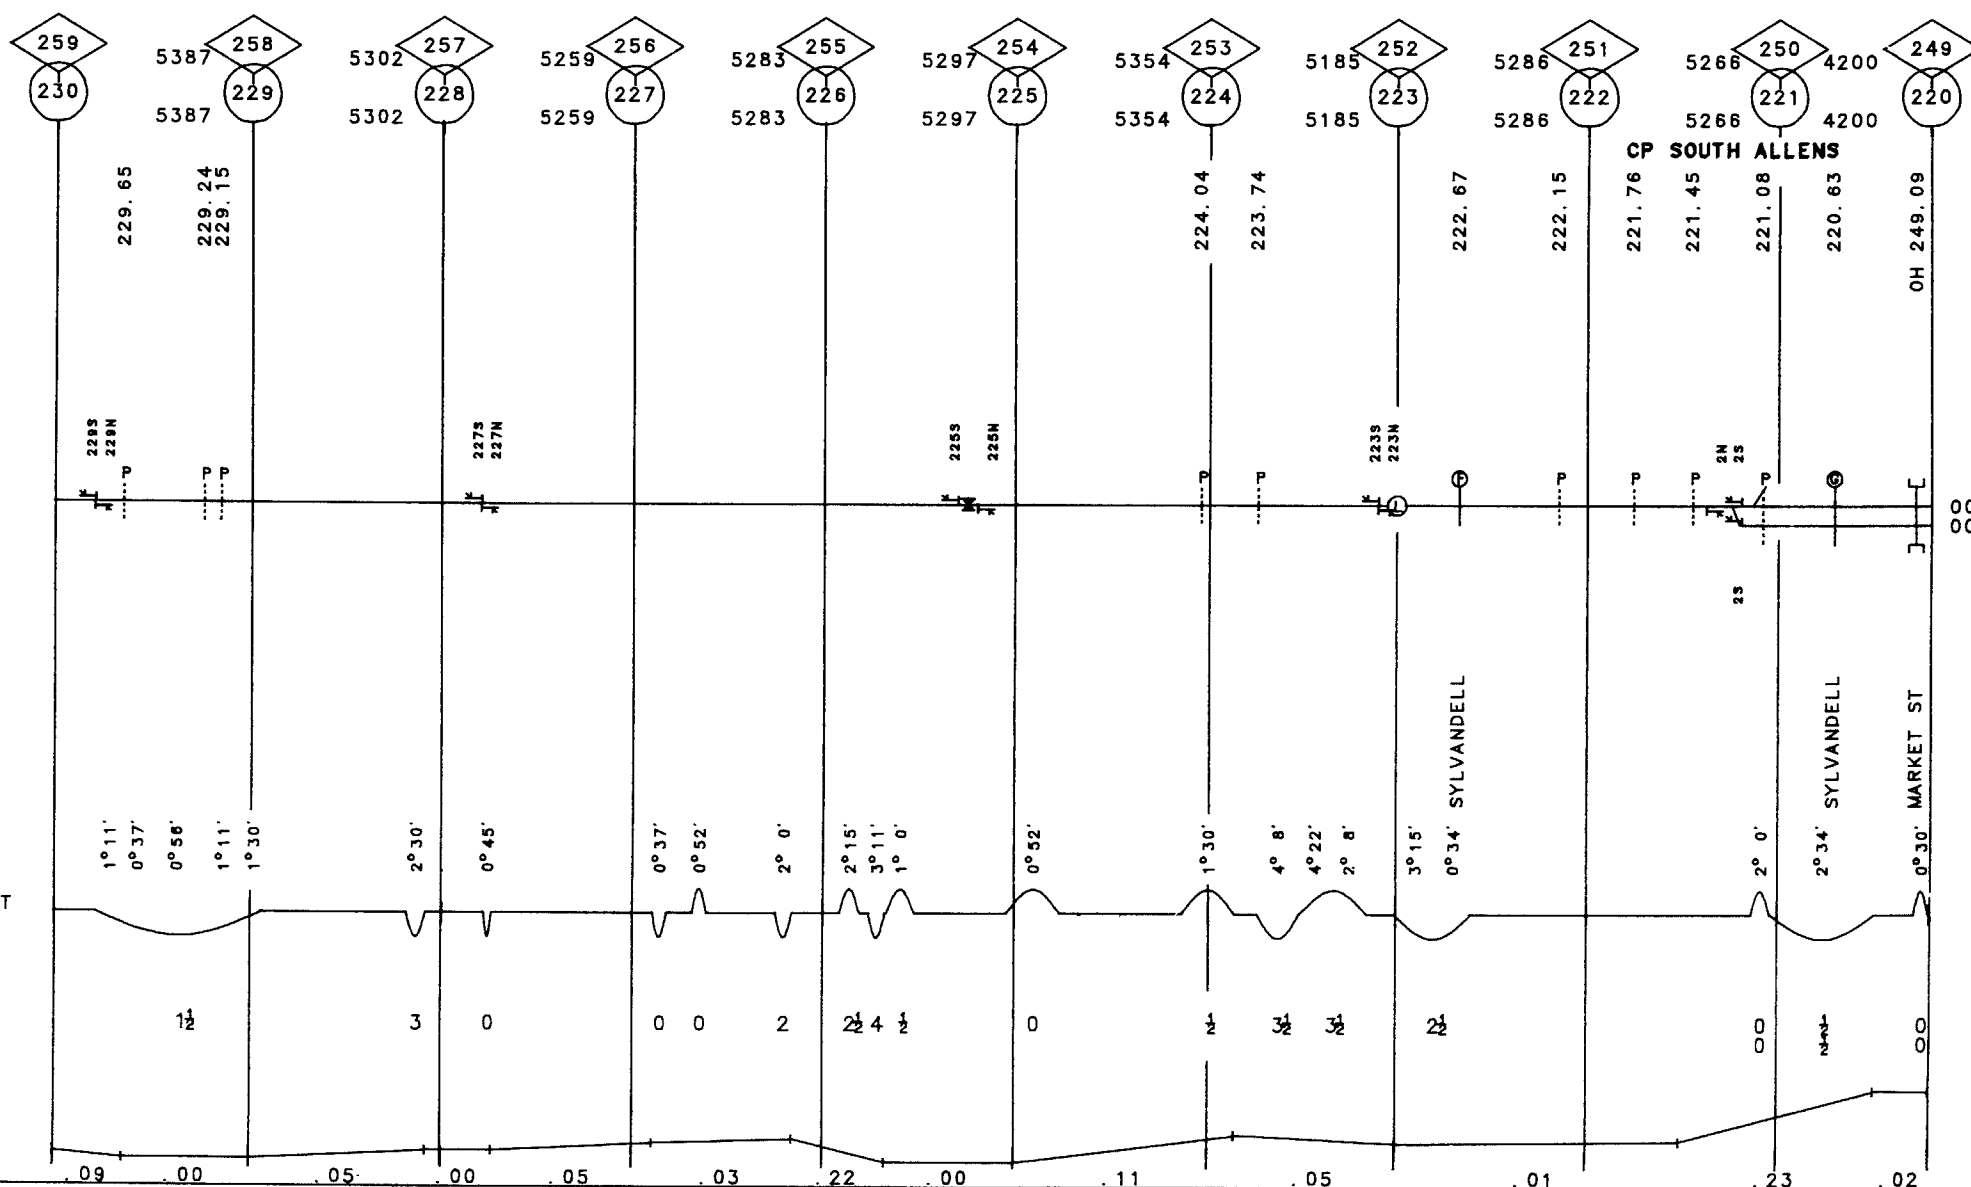 259 258 257 256 255 254 253 252 251 250 249
5387 5302 5259 5283 5297 5354 5185 5286 5266 4200
230 229 228 227 226 225 224 223 222 221 220
5387 5302 5259 5283 5297 5354 5185 5286 5266 4200
CP SOUTH ALLENS
229.65 229.24 229.15 224.04 223.74 222.67 222.15 221.76 221.45 221.08 220.63 OH 249.09
229S 229N 227S 227N 225S 225N 223S 223N 2N 2S
P P P P P F P P P P G
L
00
00
2S
SYLVANDELL SYLVANDELL MARKET ST
1°11' 0°37' 0°56' 1°11' 1°30' 2°30' 0°45' 0°37' 0°52' 2° 0' 2°15' 3°11' 1° 0' 0°52' 1°30' 4° 8' 4°22' 2° 8' 3°15' 0°34' 2° 0' 2°34' 0°30'
T
1½ 3 0 0 0 2 2½ 4 ½ 0 ½ 3½ 3½ 2½ 0 ½ 0
0 ½ 0
.09 .00 .05 .00 .05 .03 .22 .00 .11 .05 .01 .23 .02